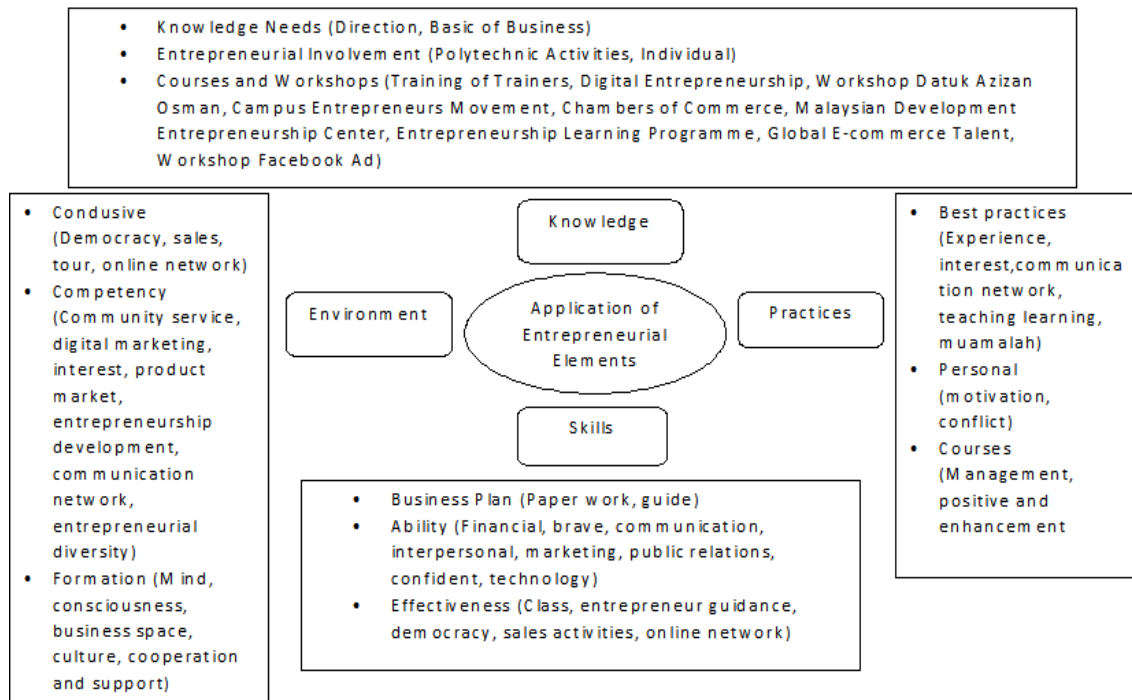 • Knowledge Needs (Direction, Basic of Business)
• Entrepreneurial Involvement (Polytechnic Activities, Individual)
• Courses and Workshops (Training of Trainers, Digital Entrepreneurship, Workshop Datuk Azizan
Osman, Campus Entrepreneurs Movement, Chambers of Commerce, Malaysian Development
Entrepreneurship Center, Entrepreneurship Learning Programme, Global E-commerce Talent,
Workshop Facebook Ad)
• Condusive
(Democracy, sales,
tour, online network)
• Competency
(Community service,
digital marketing,
interest, product
market,
entrepreneurship
development,
communication
network,
entrepreneurial
diversity)
• Formation (Mind,
consciousness,
business space,
culture, cooperation
and support)
Knowledge
Environment
Application of
Entrepreneurial
Elements
Practices
Skills
• Best practices
(Experience,
interest,communica
tion network,
teaching learning,
muamalah)
• Personal
(motivation,
conflict)
• Courses
(Management,
positive and
enhancement
• Business Plan (Paper work, guide)
• Ability (Financial, brave, communication,
interpersonal, marketing, public relations,
confident, technology)
• Effectiveness (Class, entrepreneur guidance,
democracy, sales activities, online network)